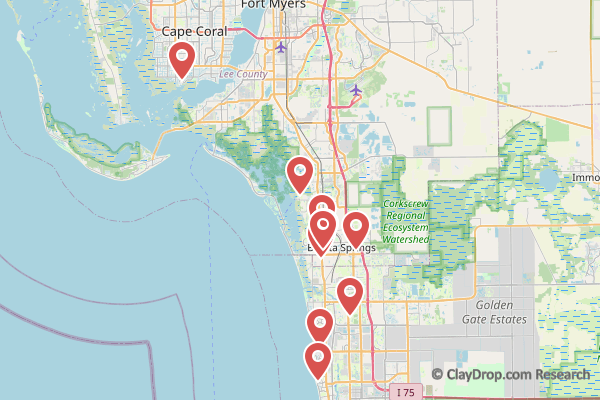 Fort Myers
Cape Coral
Lee County
Immo
Corkscrew
Regional
Ecosystem
Watershed
Springs
Golden
Gate Estates
I 75
© ClayDrop.com Research